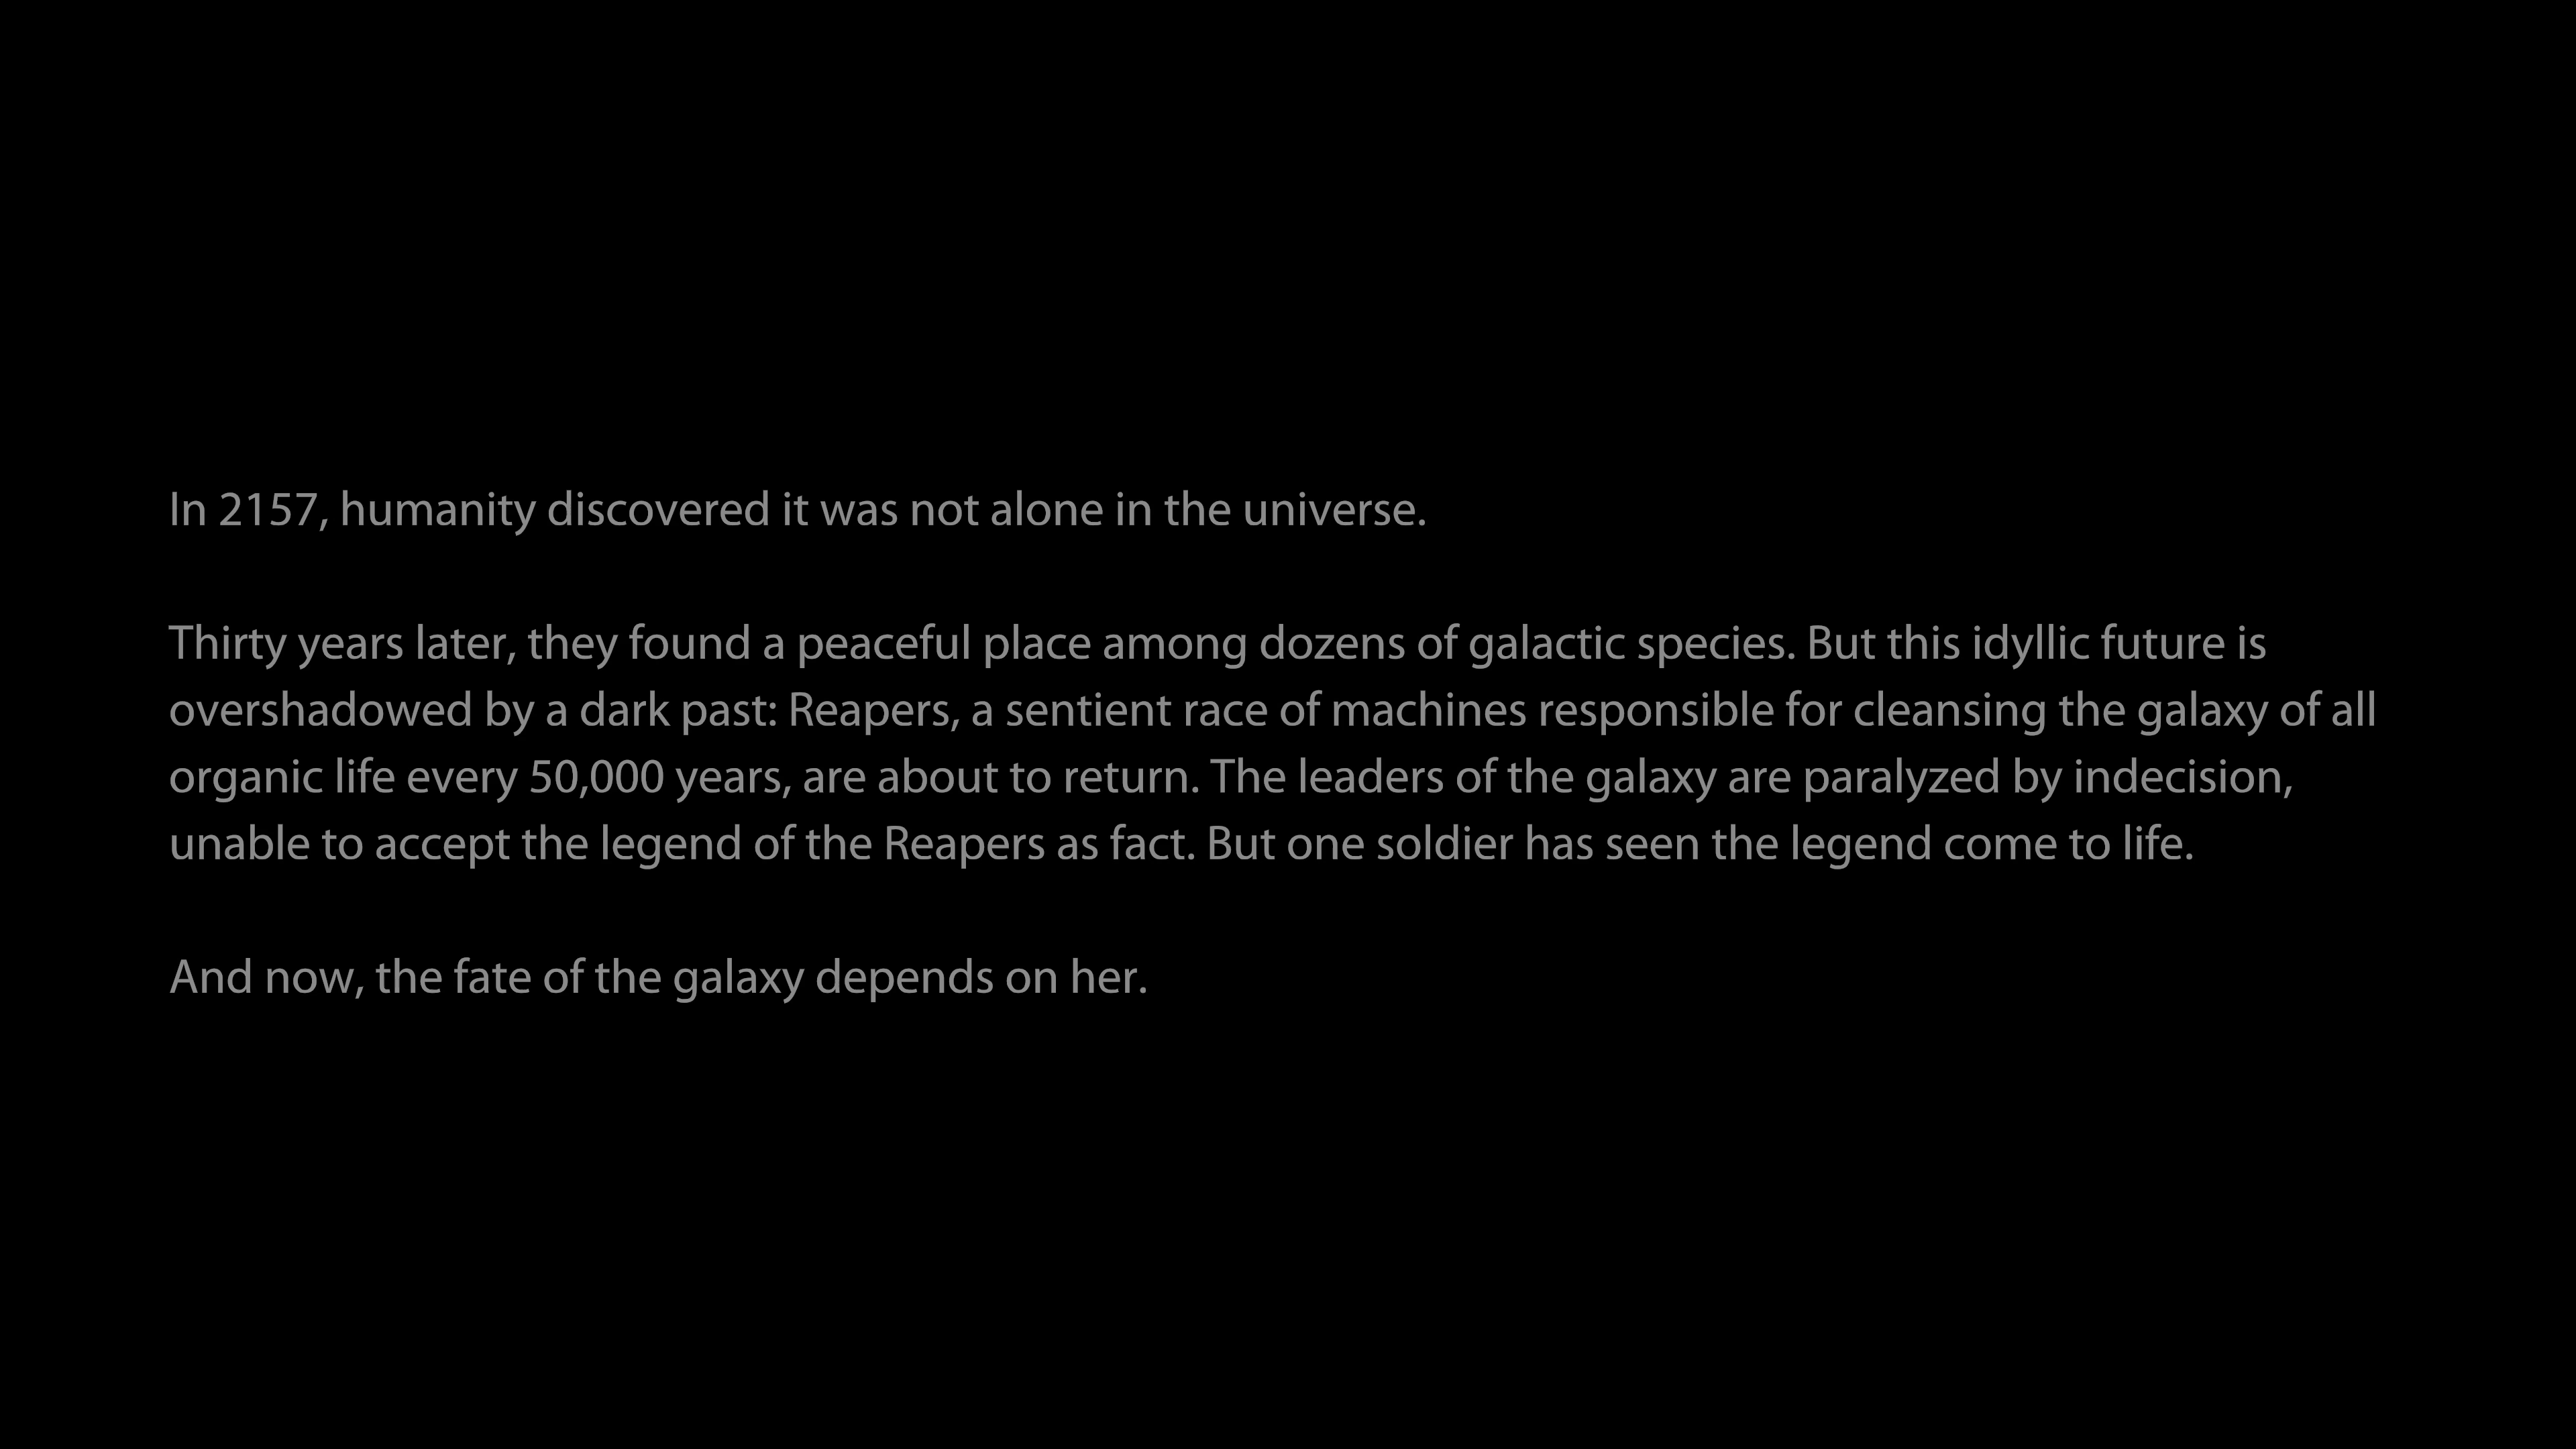 In 2157, humanity discovered it was not alone in the universe.
Thirty years later, they found a peaceful place among dozens of galactic species. But this idyllic future is
overshadowed by a dark past: Reapers, a sentient race of machines responsible for cleansing the galaxy of all
organic life every 50,000 years, are about to return. The leaders of the galaxy are paralyzed by indecision,
unable to accept the legend of the Reapers as fact. But one soldier has seen the legend come to life.
And now, the fate of the galaxy depends on her.